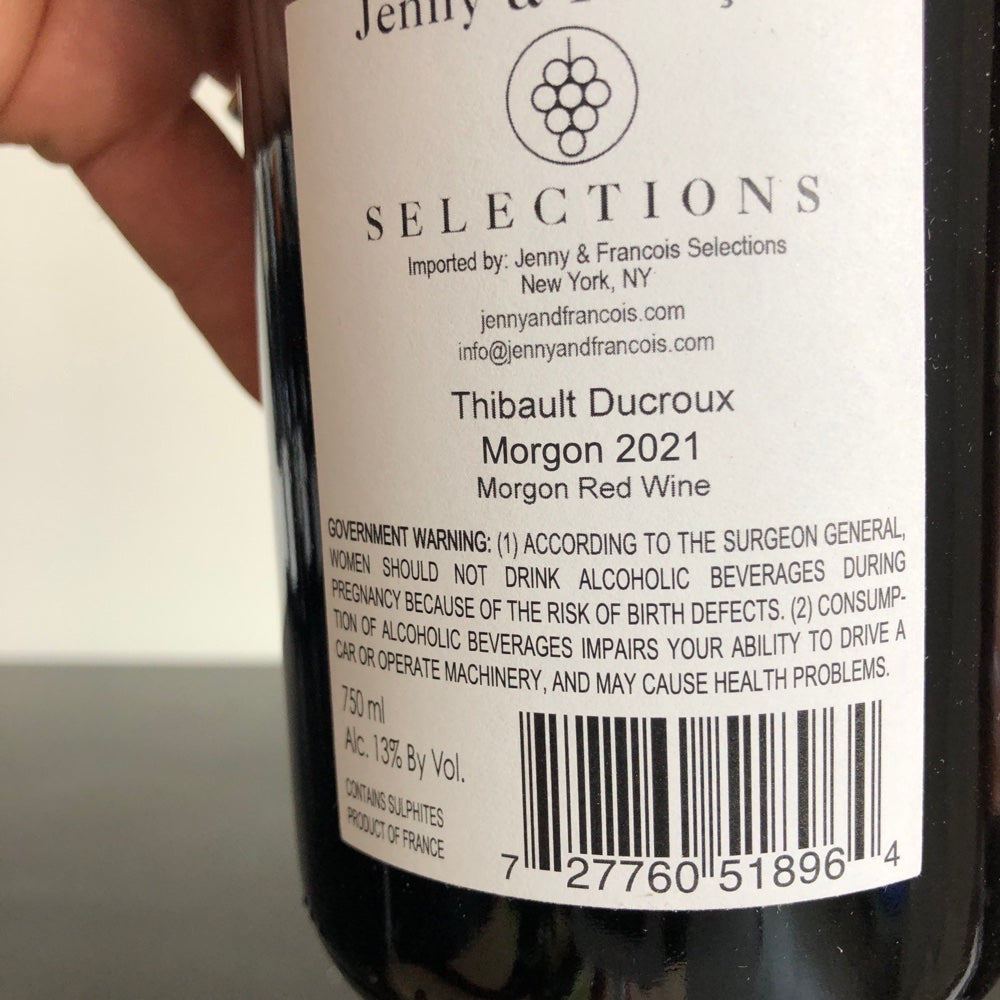 Jenny &
SELECTIONS
Imported by: Jenny & Francois Selections
New York, NY
jennyandfrancois.com
info@jennyandfrancois.com
Thibault Ducroux
Morgon 2021
Morgon Red Wine
GOVERNMENT WARNING: (1) ACCORDING TO THE SURGEON GENERAL,
WOMEN SHOULD NOT DRINK ALCOHOLIC BEVERAGES DURING
PREGNANCY BECAUSE OF THE RISK OF BIRTH DEFECTS. (2) CONSUMP-
TION OF ALCOHOLIC BEVERAGES IMPAIRS YOUR ABILITY TO DRIVE A
CAR OR OPERATE MACHINERY, AND MAY CAUSE HEALTH PROBLEMS.
750 ml
Alc. 13% By Vol.
CONTAINS SULPHITES
PRODUCT OF FRANCE
7 27760 51896 4